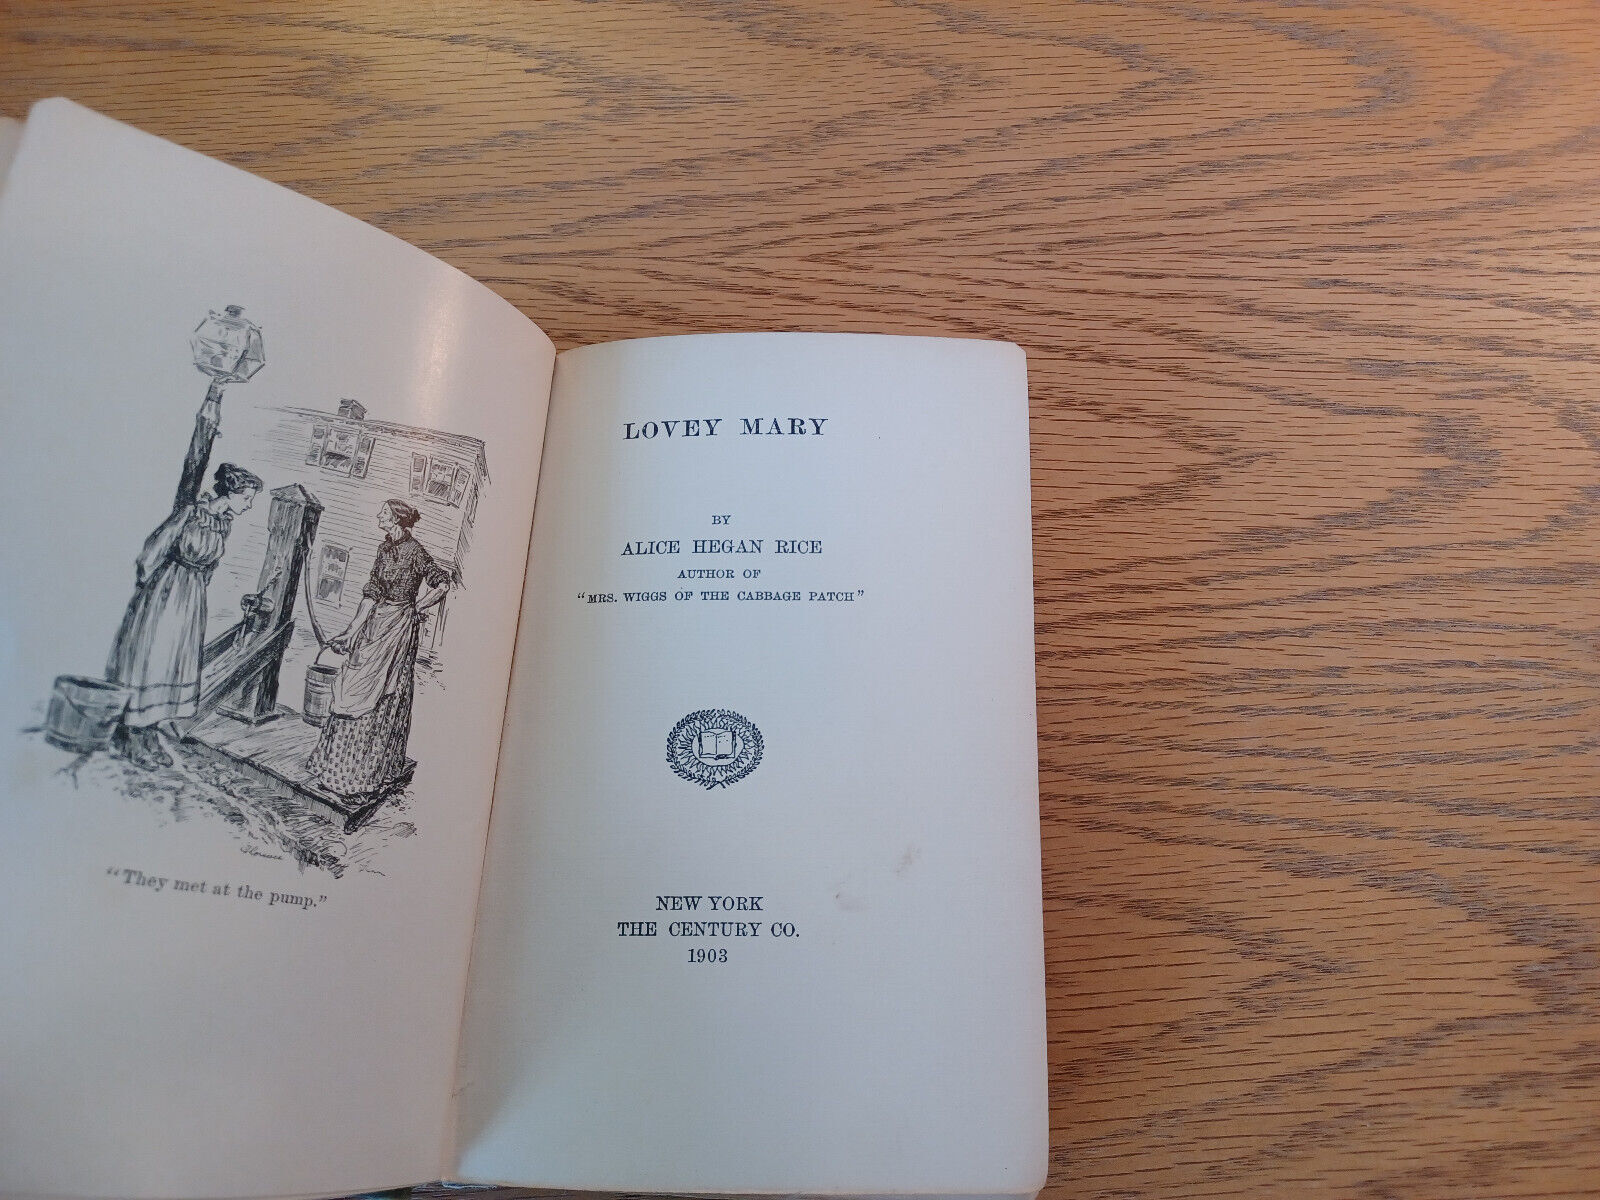 "They met at the pump."
LOVEY MARY
BY
ALICE HEGAN RICE
AUTHOR OF
"MRS. WIGGS OF THE CABBAGE PATCH"
NEW YORK
THE CENTURY CO.
1903